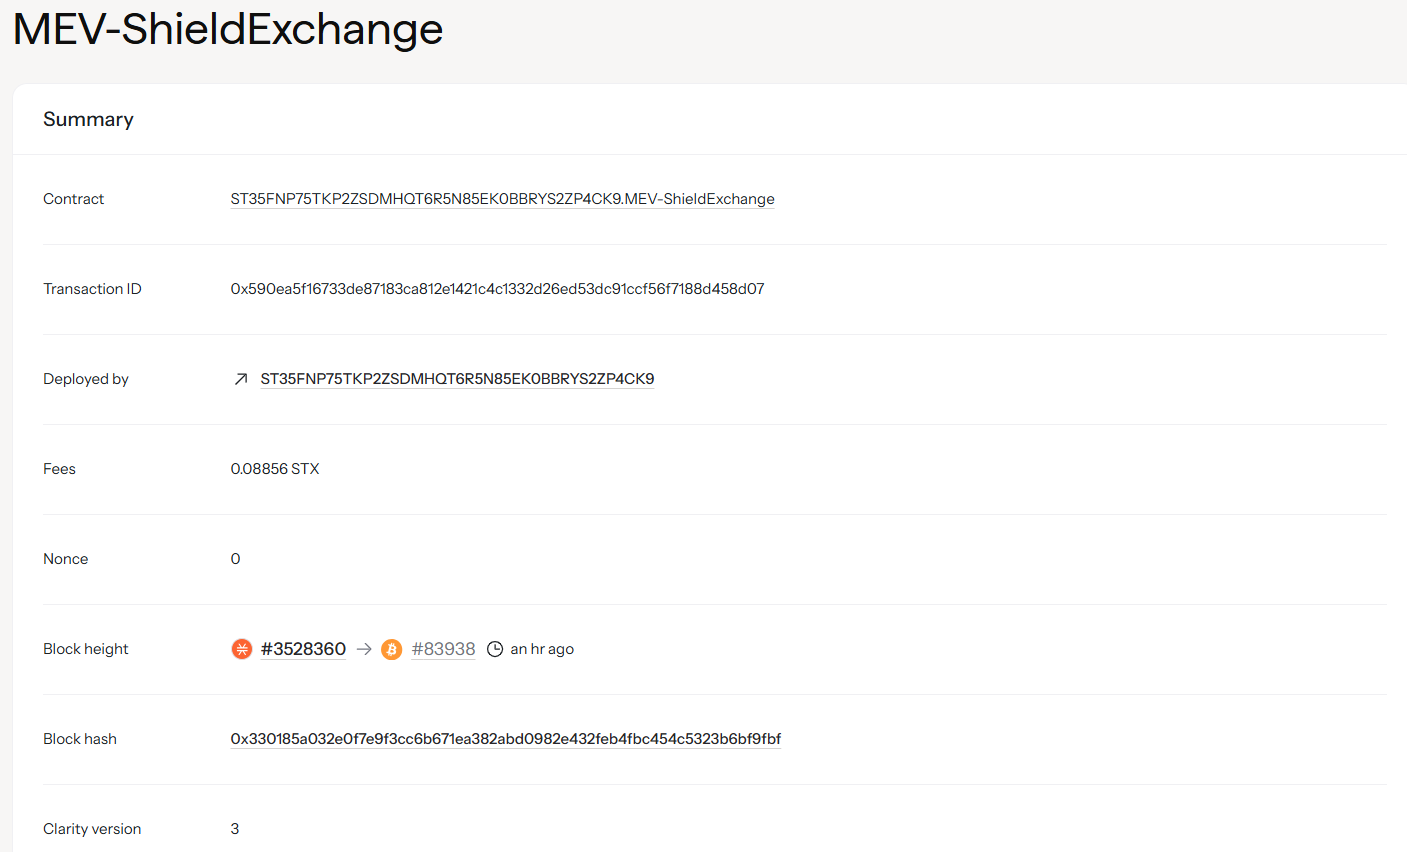 MEV-ShieldExchange
Summary
Contract
ST35FNP75TKP2ZSDMHQT6R5N85EK0BBRYS2ZP4CK9.MEV-ShieldExchange
Transaction ID
0x590ea5f16733de87183ca812e1421c4c1332d26ed53dc91ccf56f7188d458d07
Deployed by
ST35FNP75TKP2ZSDMHQT6R5N85EK0BBRYS2ZP4CK9
Fees
0.08856 STX
Nonce
0
Block height
#3528360 → #83938 an hr ago
Block hash
0x330185a032e0f7e9f3cc6b671ea382abd0982e432feb4fbc454c5323b6bf9fbf
Clarity version
3